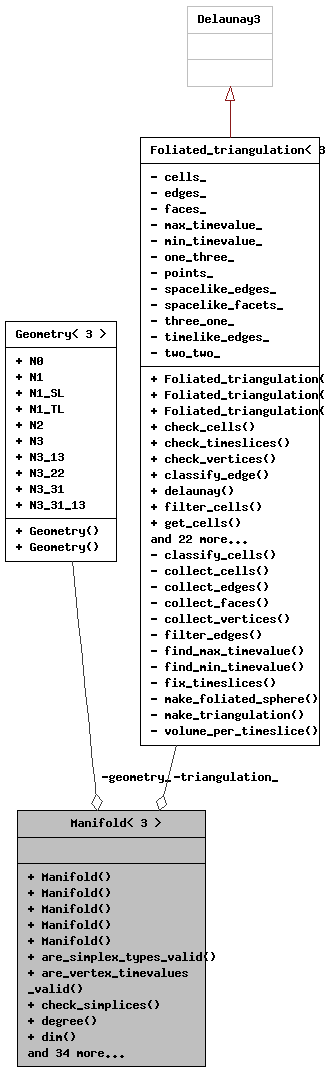 Delaunay3
Foliated_triangulation< 3
- cells_
- edges_
- faces_
- max_timevalue_
- min_timevalue_
- one_three_
- points_
- spacelike_edges_
- spacelike_facets_
- three_one_
- timelike_edges_
- two_two_
+ Foliated_triangulation(
+ Foliated_triangulation(
+ Foliated_triangulation(
+ check_cells()
+ check_timeslices()
+ check_vertices()
+ classify_edge()
+ delaunay()
+ filter_cells()
+ get_cells()
and 22 more...
- classify_cells()
- collect_cells()
- collect_edges()
- collect_faces()
- collect_vertices()
- filter_edges()
- find_max_timevalue()
- find_min_timevalue()
- fix_timeslices()
- make_foliated_sphere()
- make_triangulation()
- volume_per_timeslice()
Geometry< 3 >
+ N0
+ N1
+ N1_SL
+ N1_TL
+ N2
+ N3
+ N3_13
+ N3_22
+ N3_31
+ N3_31_13
+ Geometry()
+ Geometry()
-geometry_
-triangulation_
Manifold< 3 >
+ Manifold()
+ Manifold()
+ Manifold()
+ Manifold()
+ Manifold()
+ are_simplex_types_valid()
+ are_vertex_timevalues
_valid()
+ check_simplices()
+ degree()
+ dim()
and 34 more...